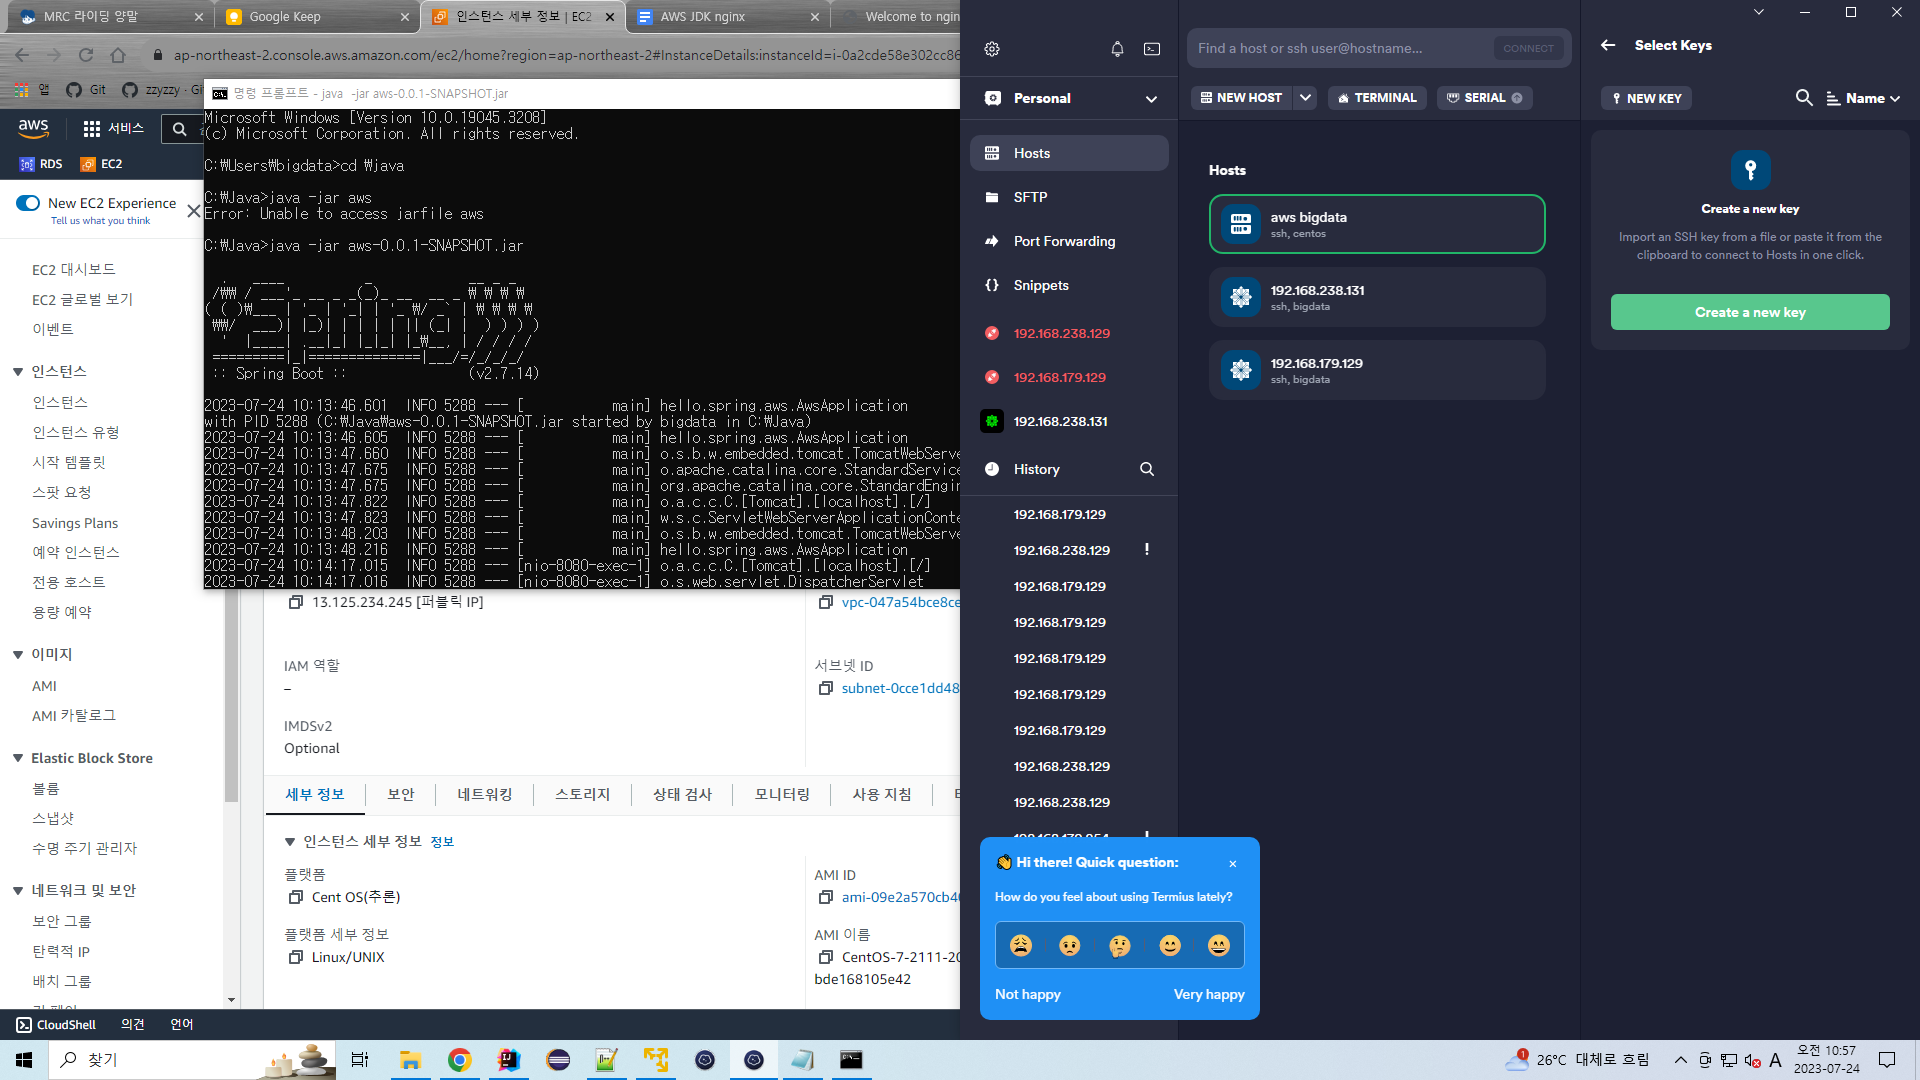 MRC 라이딩 양말
Google Keep
인스턴스 세부 정보 | EC2
AWS JDK nginx
Welcome to ngin
ap-northeast-2.console.aws.amazon.com/ec2/home?region=ap-northeast-2#InstanceDetails:instanceId=i-0a2cde58e302cc86
앱
Git
zzyzzy · Gi
aws
서비스
RDS
EC2
New EC2 Experience
Tell us what you think
EC2 대시보드
EC2 글로벌 보기
이벤트
인스턴스
인스턴스
인스턴스 유형
시작 템플릿
스팟 요청
Savings Plans
예약 인스턴스
전용 호스트
용량 예약
이미지
AMI
AMI 카탈로그
Elastic Block Store
볼륨
스냅샷
수명 주기 관리자
네트워크 및 보안
보안 그룹
탄력적 IP
배치 그룹
명령 프롬프트 - java  -jar aws-0.0.1-SNAPSHOT.jar
Microsoft Windows [Version 10.0.19045.3208]
(c) Microsoft Corporation. All rights reserved.
C:₩Users₩bigdata>cd ₩java
C:₩Java>java -jar aws
Error: Unable to access jarfile aws
C:₩Java>java -jar aws-0.0.1-SNAPSHOT.jar
:: Spring Boot ::                (v2.7.14)
2023-07-24 10:13:46.601  INFO 5288 --- [           main] hello.spring.aws.AwsApplication
with PID 5288 (C:₩Java₩aws-0.0.1-SNAPSHOT.jar started by bigdata in C:₩Java)
2023-07-24 10:13:46.605  INFO 5288 --- [           main] hello.spring.aws.AwsApplication
2023-07-24 10:13:47.660  INFO 5288 --- [           main] o.s.b.w.embedded.tomcat.TomcatWebServe
2023-07-24 10:13:47.675  INFO 5288 --- [           main] o.apache.catalina.core.StandardService
2023-07-24 10:13:47.675  INFO 5288 --- [           main] org.apache.catalina.core.StandardEngin
2023-07-24 10:13:47.822  INFO 5288 --- [           main] o.a.c.c.C.[Tomcat].[localhost].[/]
2023-07-24 10:13:47.823  INFO 5288 --- [           main] w.s.c.ServletWebServerApplicationConte
2023-07-24 10:13:48.203  INFO 5288 --- [           main] o.s.b.w.embedded.tomcat.TomcatWebServe
2023-07-24 10:13:48.216  INFO 5288 --- [           main] hello.spring.aws.AwsApplication
2023-07-24 10:14:17.015  INFO 5288 --- [nio-8080-exec-1] o.a.c.c.C.[Tomcat].[localhost].[/]
2023-07-24 10:14:17.016  INFO 5288 --- [nio-8080-exec-1] o.s.web.servlet.DispatcherServlet
13.125.234.245 [퍼블릭 IP]
vpc-047a54bce8ce
IAM 역할
–
서브넷 ID
subnet-0cce1dd48
IMDSv2
Optional
세부 정보
보안
네트워킹
스토리지
상태 검사
모니터링
사용 지침
인스턴스 세부 정보 정보
플랫폼
Cent OS(추론)
AMI ID
ami-09e2a570cb4
플랫폼 세부 정보
Linux/UNIX
AMI 이름
CentOS-7-2111-20
bde168105e42
CloudShell
의견
언어
Personal
Hosts
SFTP
Port Forwarding
Snippets
192.168.238.129
192.168.179.129
192.168.238.131
History
192.168.179.129
192.168.238.129 !
192.168.179.129
192.168.179.129
192.168.179.129
192.168.179.129
192.168.179.129
192.168.238.129
192.168.238.129
Find a host or ssh user@hostname...
CONNECT
NEW HOST
TERMINAL
SERIAL
Hosts
aws bigdata
ssh, centos
192.168.238.131
ssh, bigdata
192.168.179.129
ssh, bigdata
Select Keys
NEW KEY
Name
Create a new key
Import an SSH key from a file or paste it from the
clipboard to connect to Hosts in one click.
Create a new key
Hi there! Quick question:
How do you feel about using Termius lately?
Not happy
Very happy
찾기
1
26°C 대체로 흐림
A
오전 10:57
2023-07-24